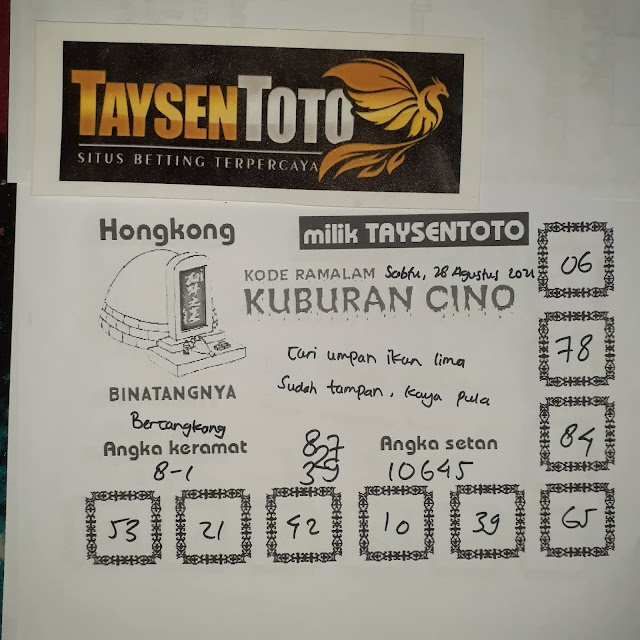 TAYSENTOTO
SITUS BETTING TERPERCAYA
Hongkong
milik TAYSENTOTO
06
KODE RAMALAM Sabtu, 28 Agustus 2021
KUBURAN CINO
78
Cari umpan ikan lima
Sudah tampan, kaya pula
BINATANGNYA
Bertangkong
84
Angka keramat
87
Angka setan
8-1
27
39
10645
53 21 42 10 39 65